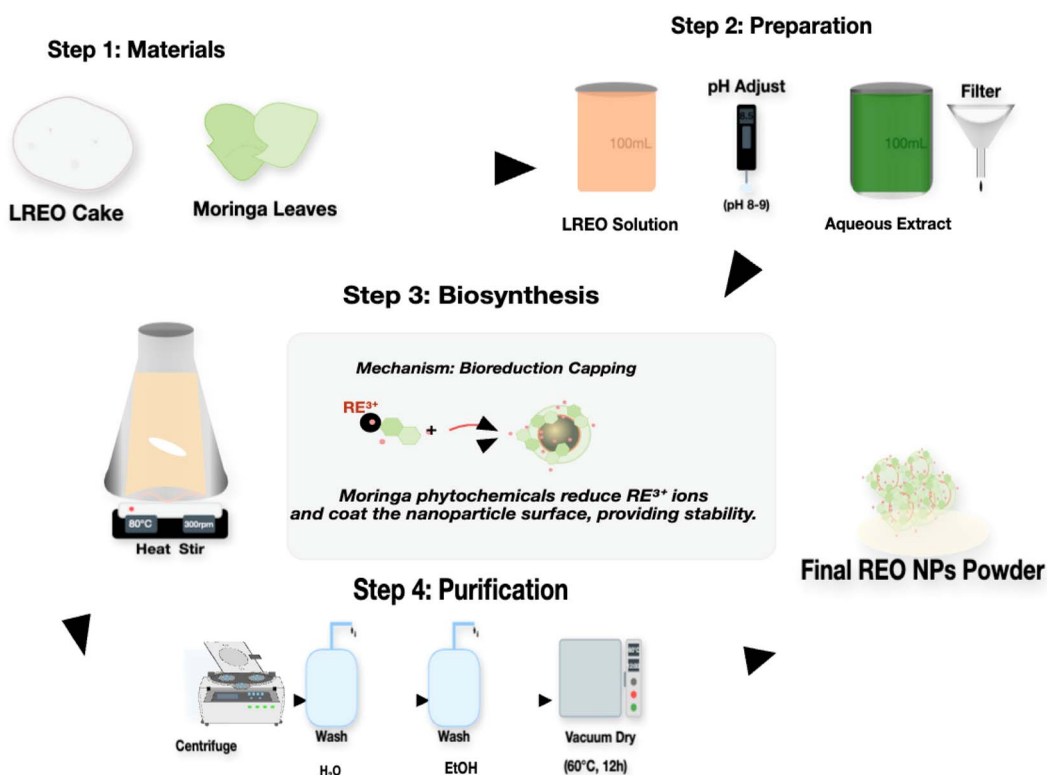 Step 1: Materials
LREO Cake
Moringa Leaves
Step 2: Preparation
100mL
LREO Solution
pH Adjust
8.5
(pH 8-9)
100mL
Aqueous Extract
Filter
Step 3: Biosynthesis
80°C
300rpm
Heat Stir
Mechanism: Bioreduction Capping
RE³⁺
+
Moringa phytochemicals reduce RE³⁺ ions
and coat the nanoparticle surface, providing stability.
Final REO NPs Powder
Step 4: Purification
Centrifuge
Wash
H₂O
Wash
EtOH
Vacuum Dry
(60°C, 12h)